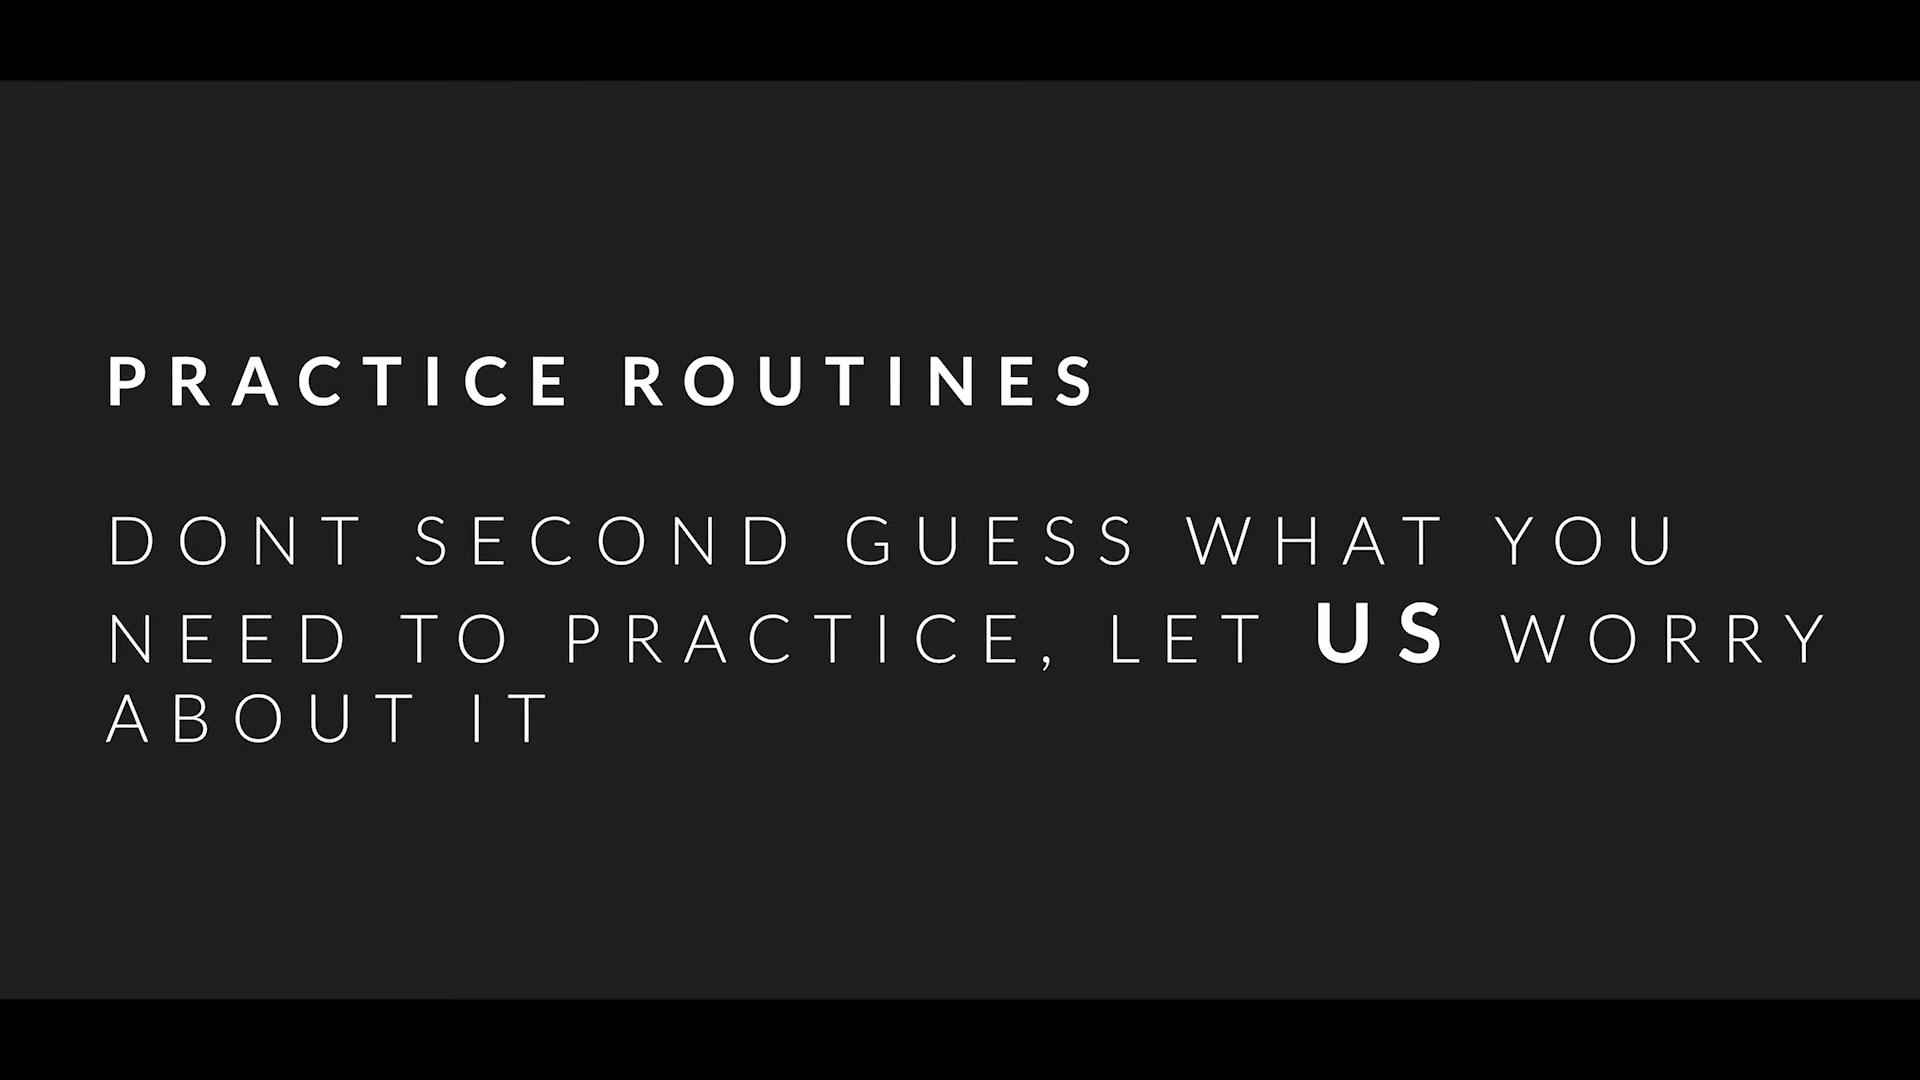 PRACTICE ROUTINES
DONT SECOND GUESS WHAT YOU
NEED TO PRACTICE, LET US WORRY
ABOUT IT